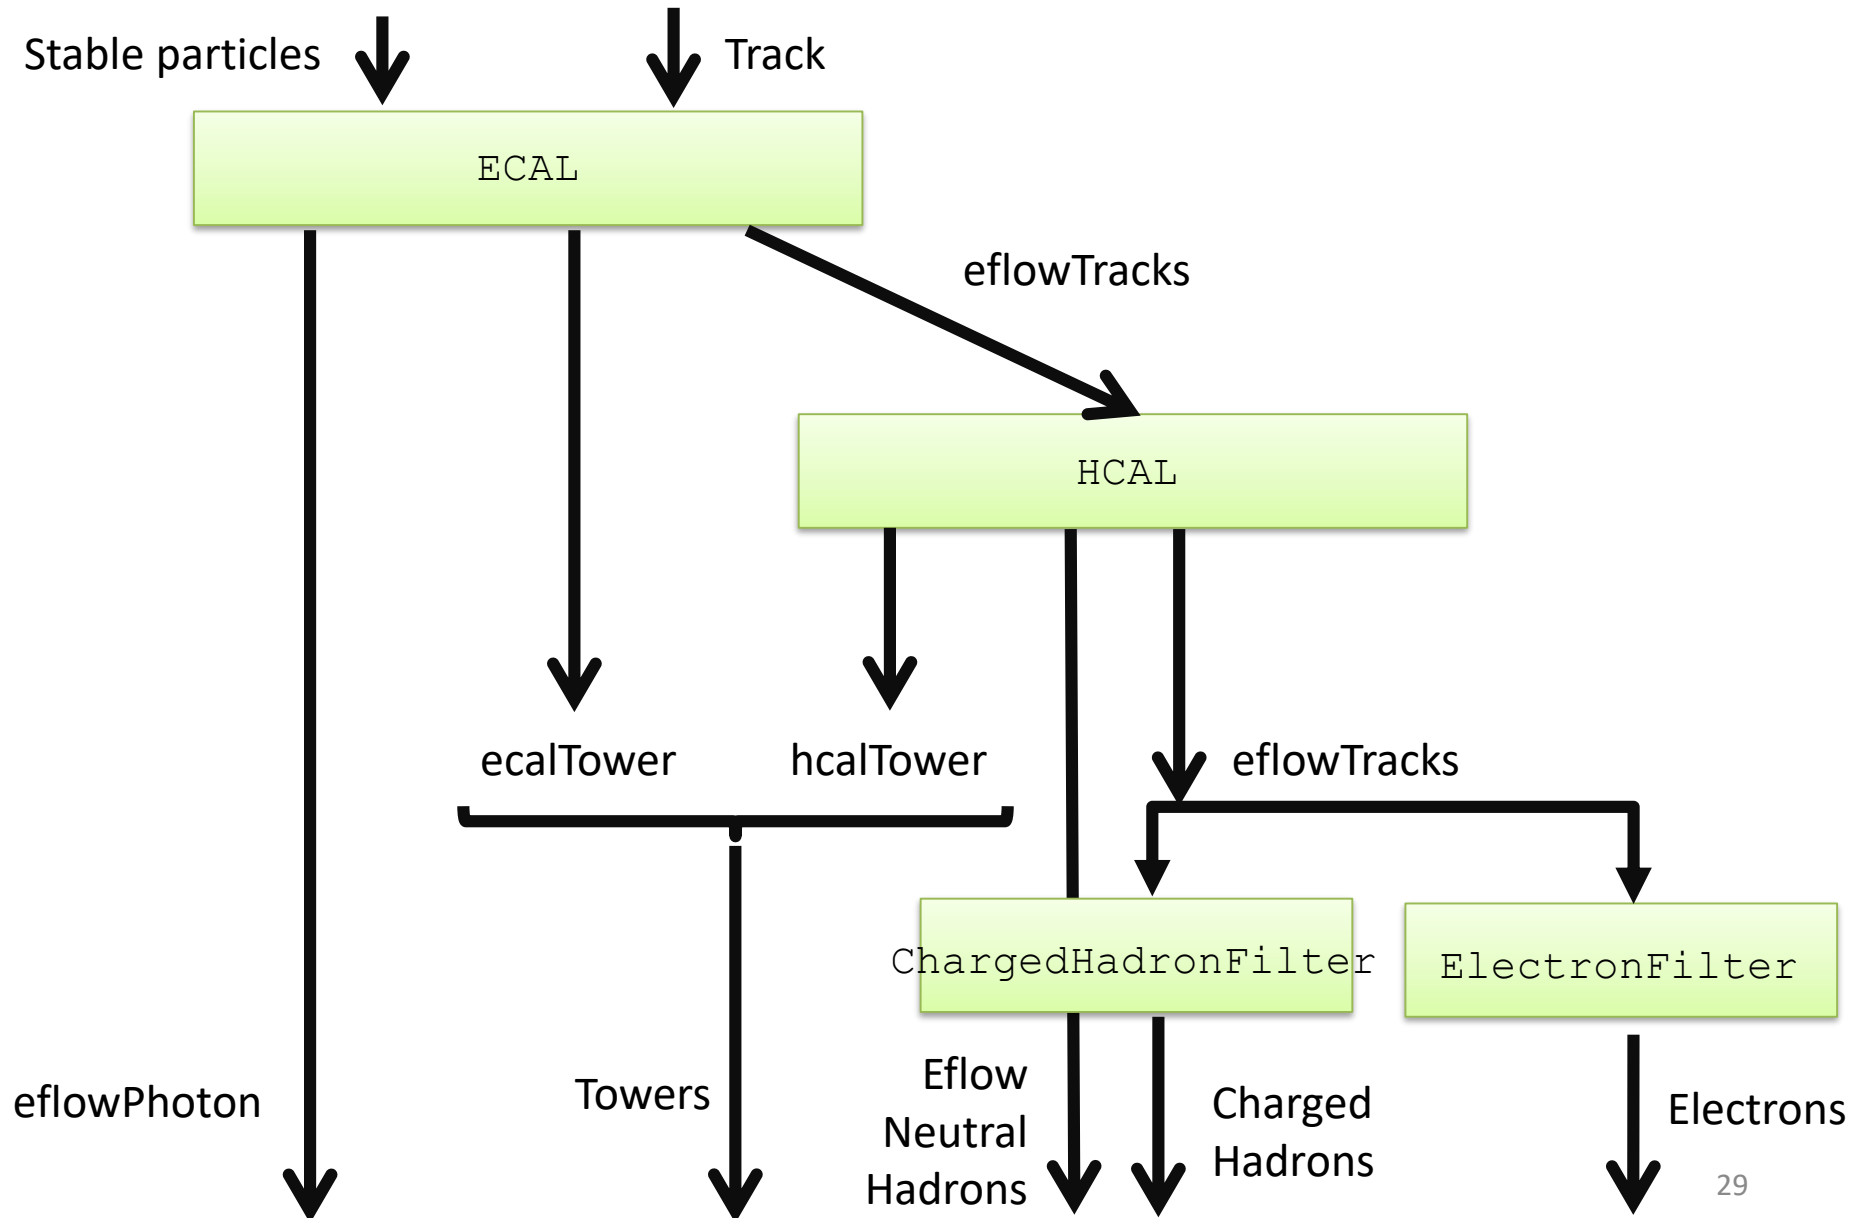 Stable particles
Track
ECAL
eflowTracks
HCAL
ecalTower
hcalTower
eflowTracks
ChargedHadronFilter
ElectronFilter
eflowPhoton
Towers
Eflow
Neutral
Hadrons
Charged
Hadrons
Electrons
29